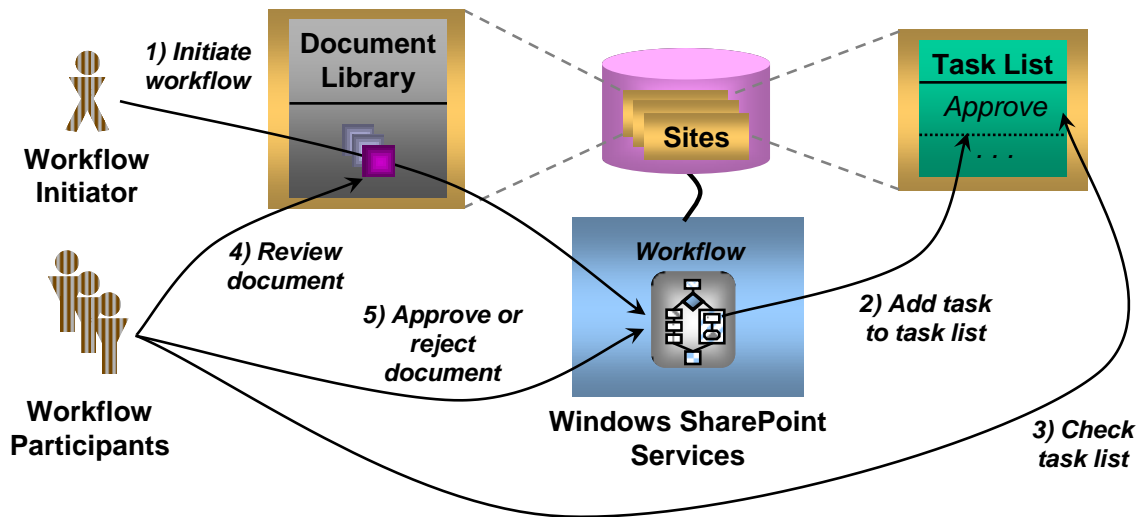 1) Initiate
workflow
Document
Library
Sites
Task List
Approve
. . .
Workflow
Initiator
4) Review
document
Workflow
2) Add task
to task list
5) Approve or
reject
document
Workflow
Participants
Windows SharePoint
Services
3) Check
task list